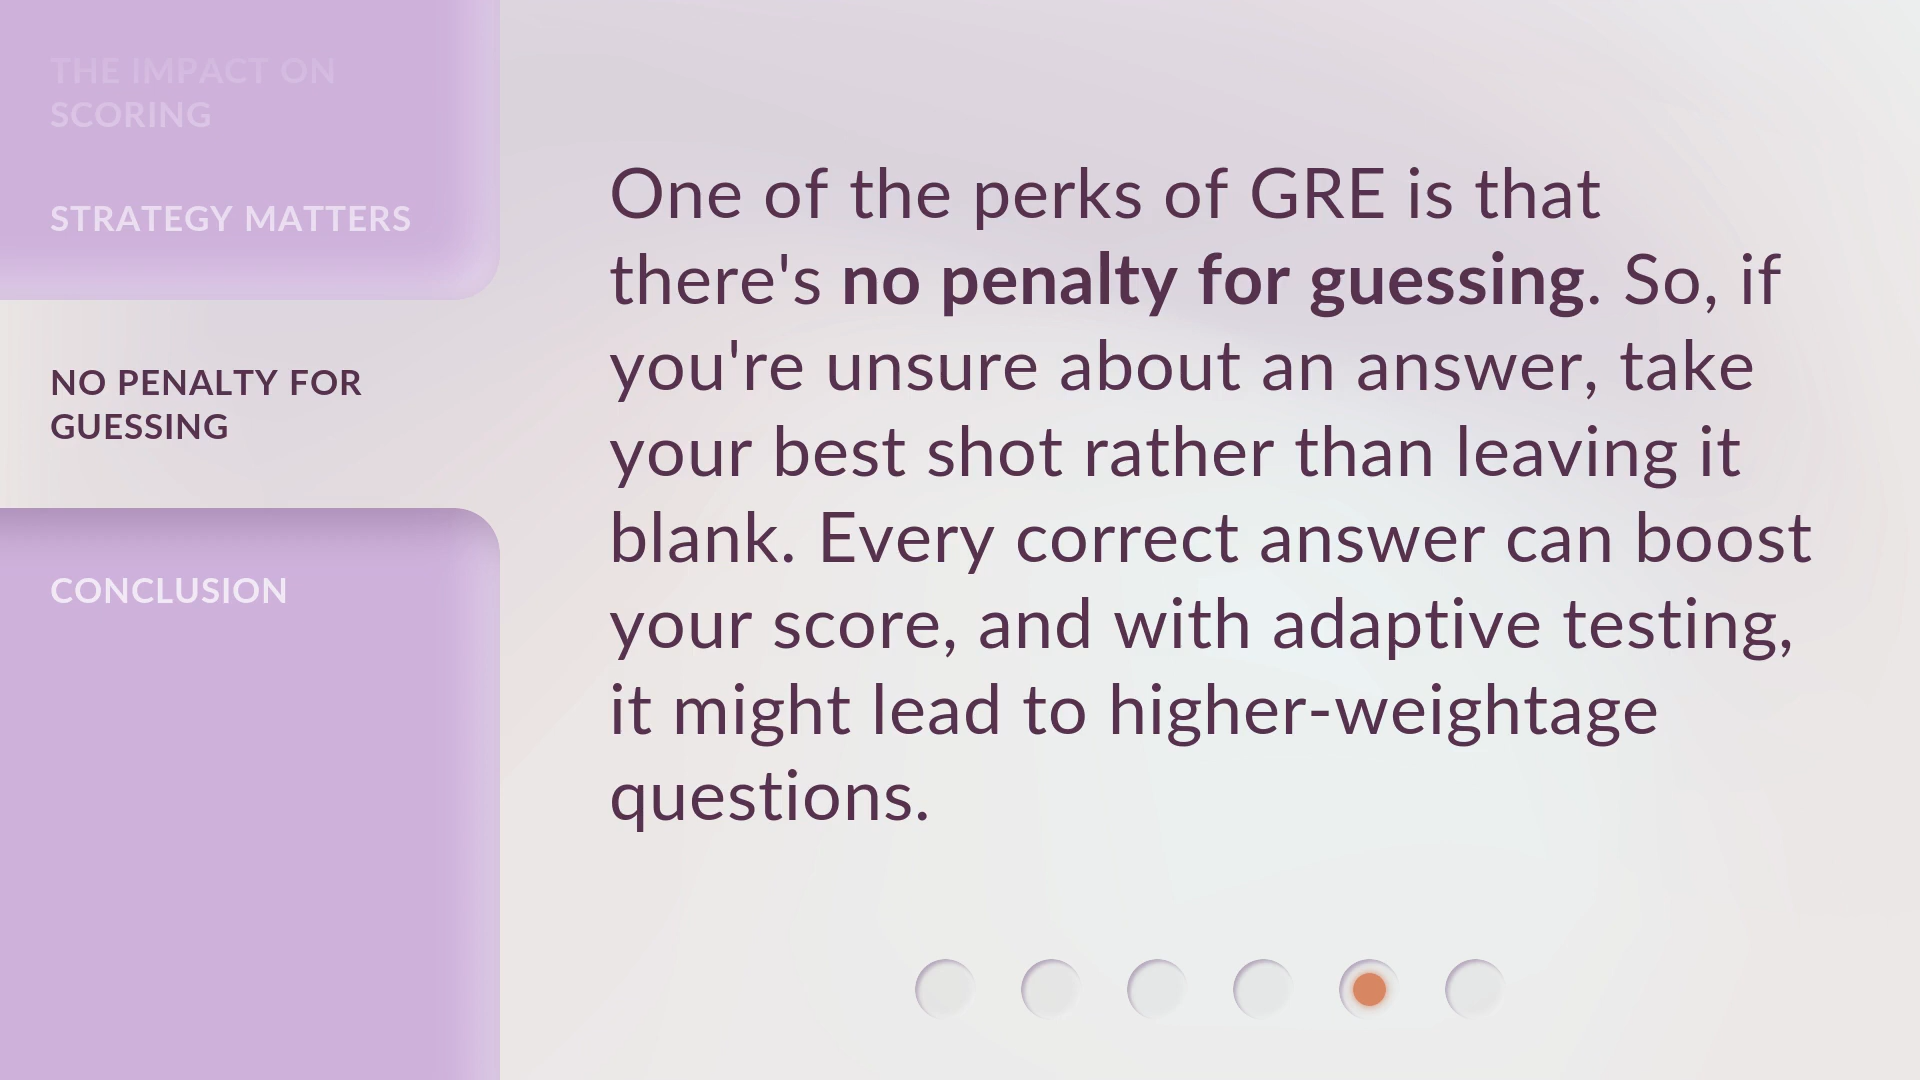 THE IMPACT ON
SCORING
STRATEGY MATTERS
NO PENALTY FOR
GUESSING
CONCLUSION
One of the perks of GRE is that
there's no penalty for guessing. So, if
you're unsure about an answer, take
your best shot rather than leaving it
blank. Every correct answer can boost
your score, and with adaptive testing,
it might lead to higher-weightage
questions.